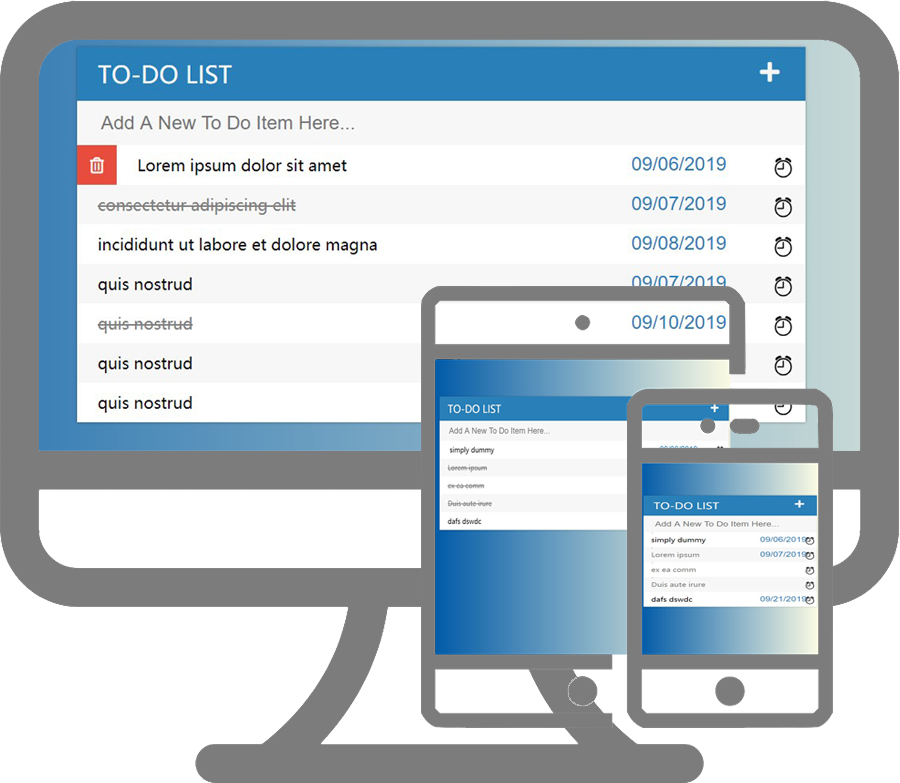 TO-DO LIST +
Add A New To Do Item Here...
Lorem ipsum dolor sit amet 09/06/2019
consectetur adipiscing elit 09/07/2019
incididunt ut labore et dolore magna 09/08/2019
quis nostrud 09/07/2019
quis nostrud 09/10/2019
quis nostrud
quis nostrud
TO-DO LIST +
Add A New To Do Item Here...
simply dummy
Lorem ipsum
ex ea comm
Duis aute irure
dafs dswdc
TO-DO LIST +
Add A New To Do Item Here...
simply dummy 09/06/2019
Lorem ipsum 09/07/2019
ex ea comm
Duis aute irure
dafs dswdc 09/21/2019